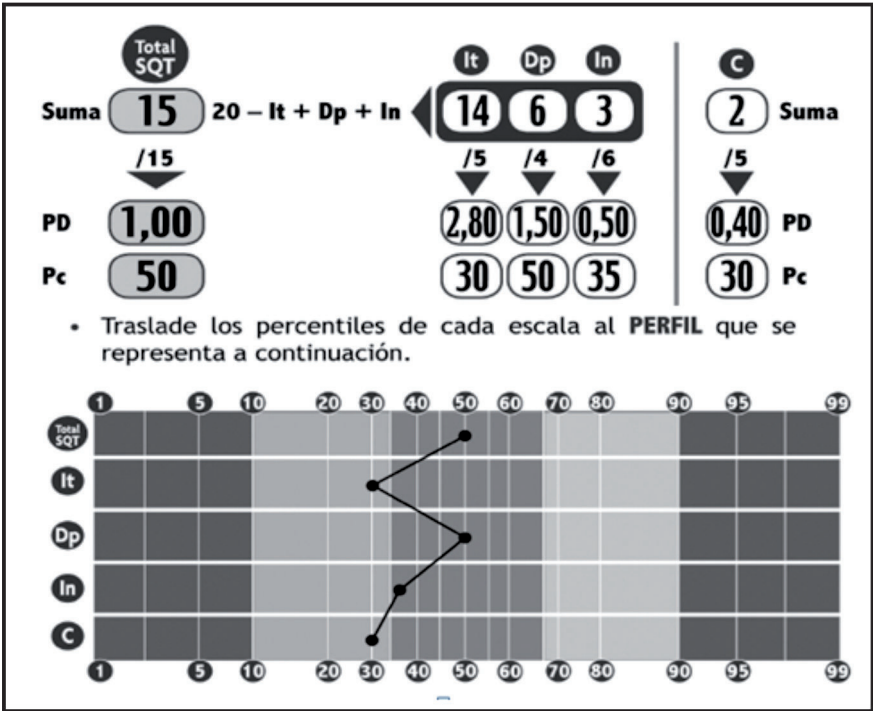 Total SQT It Dp In C
Suma 15 20 – It + Dp + In 14 6 3 2 Suma
/15 /5 /4 /6 /5
PD 1,00 2,80 1,50 0,50 0,40 PD
Pc 50 30 50 35 30 Pc
• Traslade los percentiles de cada escala al PERFIL que se
representa a continuación.
1 5 10 20 30 40 50 60 70 80 90 95 99
Total SQT
It
Dp
In
C
1 5 10 20 30 40 50 60 70 80 90 95 99